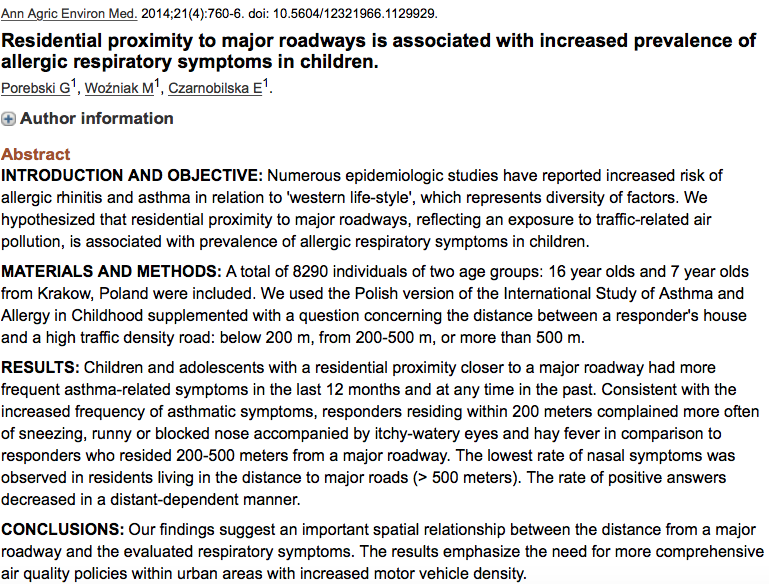 Ann Agric Environ Med. 2014;21(4):760-6. doi: 10.5604/12321966.1129929.
Residential proximity to major roadways is associated with increased prevalence of
allergic respiratory symptoms in children.
Porebski G1, Woźniak M1, Czarnobilska E1.
Author information
Abstract
INTRODUCTION AND OBJECTIVE: Numerous epidemiologic studies have reported increased risk of
allergic rhinitis and asthma in relation to 'western life-style', which represents diversity of factors. We
hypothesized that residential proximity to major roadways, reflecting an exposure to traffic-related air
pollution, is associated with prevalence of allergic respiratory symptoms in children.
MATERIALS AND METHODS: A total of 8290 individuals of two age groups: 16 year olds and 7 year olds
from Krakow, Poland were included. We used the Polish version of the International Study of Asthma and
Allergy in Childhood supplemented with a question concerning the distance between a responder's house
and a high traffic density road: below 200 m, from 200-500 m, or more than 500 m.
RESULTS: Children and adolescents with a residential proximity closer to a major roadway had more
frequent asthma-related symptoms in the last 12 months and at any time in the past. Consistent with the
increased frequency of asthmatic symptoms, responders residing within 200 meters complained more often
of sneezing, runny or blocked nose accompanied by itchy-watery eyes and hay fever in comparison to
responders who resided 200-500 meters from a major roadway. The lowest rate of nasal symptoms was
observed in residents living in the distance to major roads (> 500 meters). The rate of positive answers
decreased in a distant-dependent manner.
CONCLUSIONS: Our findings suggest an important spatial relationship between the distance from a major
roadway and the evaluated respiratory symptoms. The results emphasize the need for more comprehensive
air quality policies within urban areas with increased motor vehicle density.